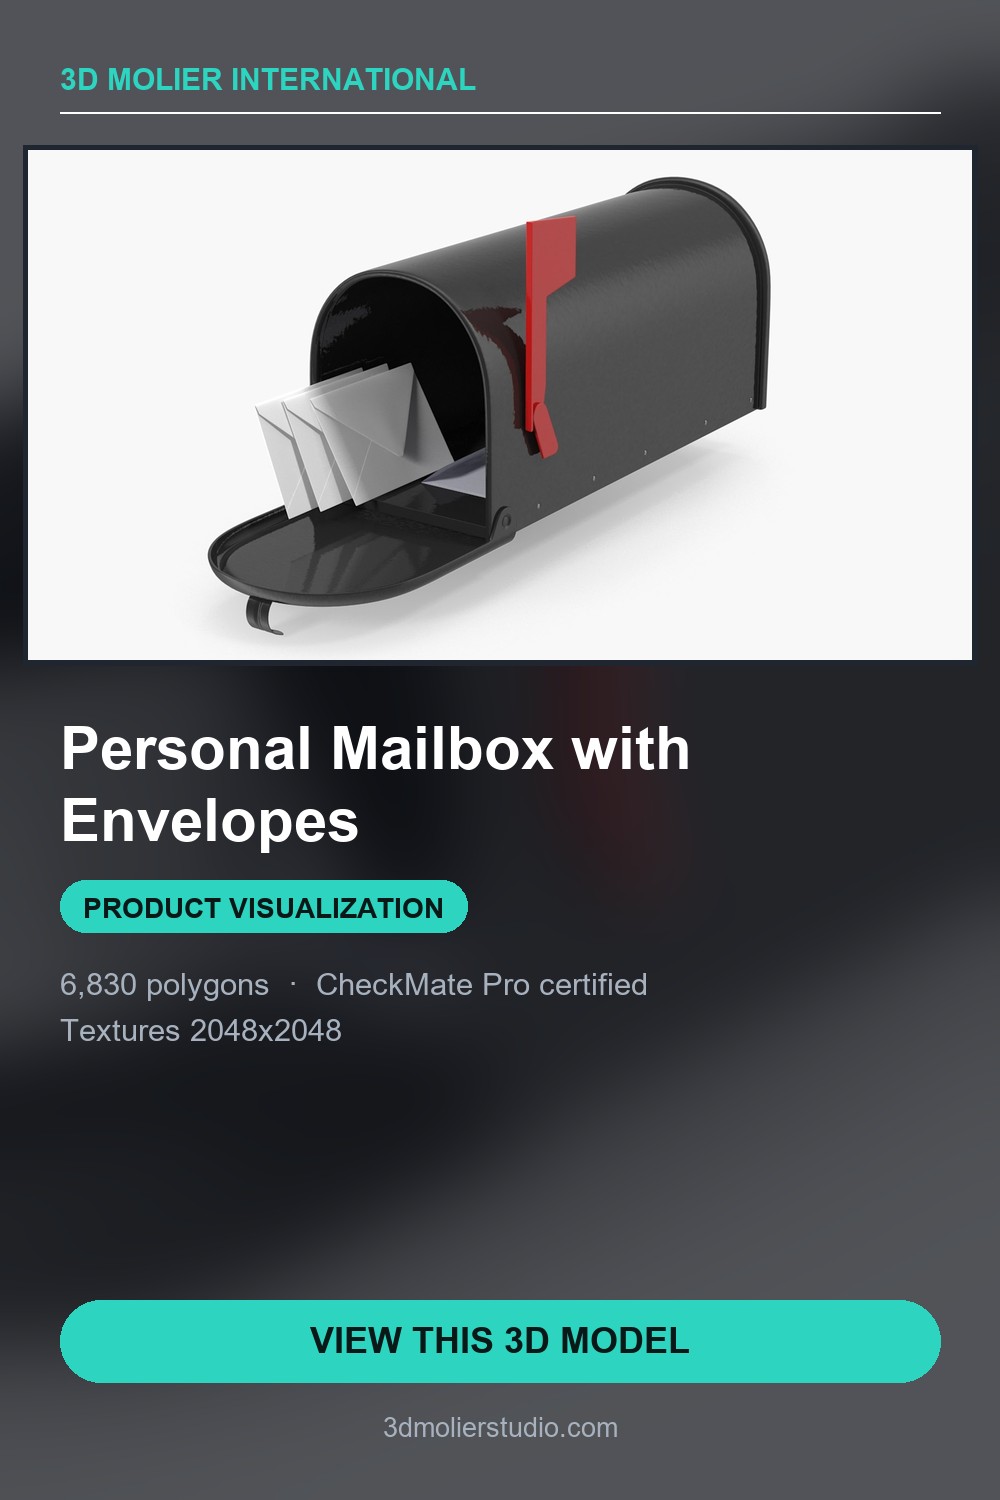 3D MOLIER INTERNATIONAL
Personal Mailbox with
Envelopes
PRODUCT VISUALIZATION
6,830 polygons · CheckMate Pro certified
Textures 2048x2048
VIEW THIS 3D MODEL
3dmolierstudio.com